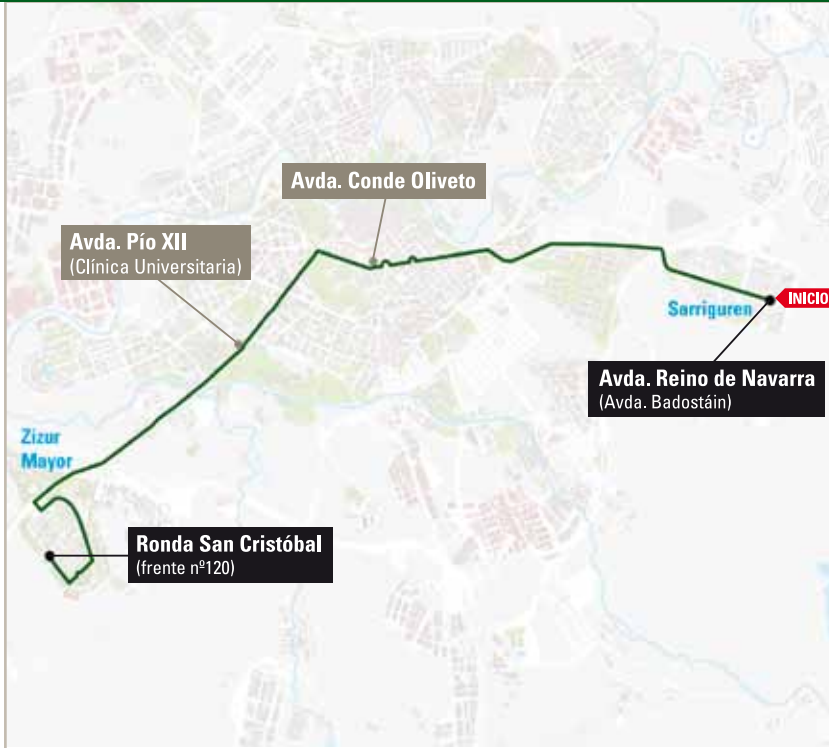 Avda. Conde Oliveto
Avda. Pío XII
(Clínica Universitaria)
Sarriguren
INICIO
Avda. Reino de Navarra
(Avda. Badostáin)
Zizur
Mayor
Ronda San Cristóbal
(frente nº120)